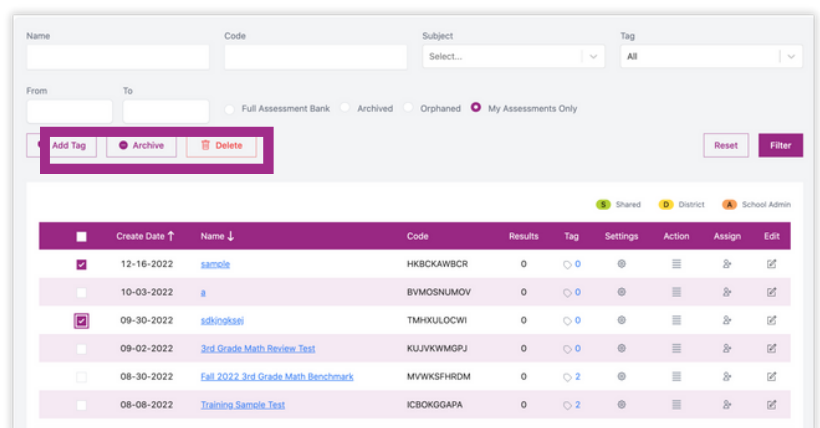 Name Code Subject Tag
Select... All
From To
Full Assessment Bank Archived Orphaned My Assessments Only
Add Tag Archive Delete Reset Filter
S Shared D District A School Admin
Create Date ↑ Name ↓ Code Results Tag Settings Action Assign Edit
12-16-2022 sample HKBCKAWBCR 0 0
10-03-2022 a BVMOSNUMOV 0 0
09-30-2022 sdkjngksej TMHXULOCWI 0 0
09-02-2022 3rd Grade Math Review Test KUJVKWMGPJ 0 0
08-30-2022 Fall 2022 3rd Grade Math Benchmark MVWKSFHRDM 0 2
08-08-2022 Training Sample Test ICBOKGGAPA 0 2